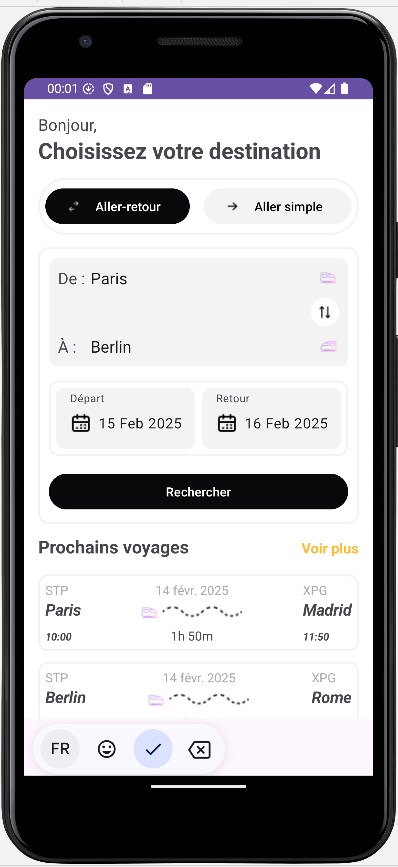 00:01
Bonjour,
Choisissez votre destination
Aller-retour Aller simple
De : Paris
À : Berlin
Départ Retour
15 Feb 2025 16 Feb 2025
Rechercher
Prochains voyages Voir plus
STP 14 févr. 2025 XPG
Paris Madrid
10:00 1h 50m 11:50
STP 14 févr. 2025 XPG
Berlin Rome
FR